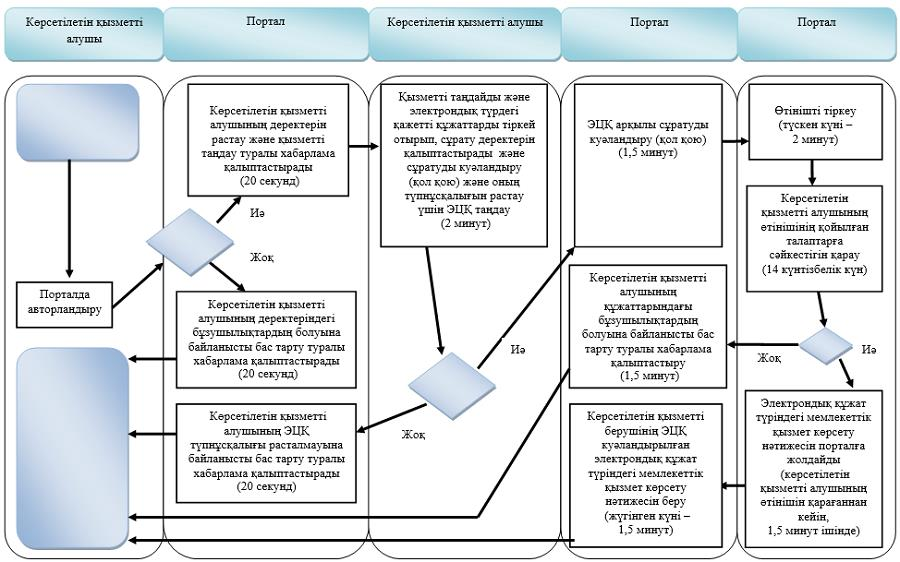 Көрсетілетін қызметті
алушы
Портал
Көрсетілетін қызметті алушы
Портал
Портал
Порталда
авторландыру
Көрсетілетін қызметті
алушының деректерін
растау және қызметті
таңдау туралы хабарлама
қалыптастырады
(20 секунд)
Иә
Жоқ
Көрсетілетін қызметті
алушының деректеріндегі
бұзушылықтардың болуына
байланысты бас тарту туралы
хабарлама қалыптастырады
(20 секунд)
Көрсетілетін қызметті
алушының ЭЦҚ
түпнұсқалығы расталмауына
байланысты бас тарту туралы
хабарлама қалыптастырады
(20 секунд)
Қызметті таңдайды және
электрондық түрдегі
қажетті құжаттарды тіркей
отырып, сұрату деректерін
қалыптастырады және
сұратуды куәландыру
(қол қою) және оның
түпнұсқалығын растау
үшін ЭЦҚ таңдау
(2 минут)
Иә
Жоқ
ЭЦҚ арқылы сұратуды
куәландыру (қол қою)
(1,5 минут)
Көрсетілетін қызметті
алушының
құжаттарындағы
бұзушылықтардың
болуына байланысты бас
тарту туралы хабарлама
қалыптастыру
(1,5 минут)
Көрсетілетін қызметті
берушінің ЭЦҚ
куәландырылған
электрондық құжат
түріндегі мемлекеттік
қызмет көрсету
нәтижесін беру
(жүгінген күні –
1,5 минут)
Өтінішті тіркеу
(түскен күні –
2 минут)
Көрсетілетін
қызметті алушының
өтінішінің қойылған
талаптарға
сәйкестігін қарау
(14 күнтізбелік күн)
Жоқ
Иә
Электрондық құжат
түріндегі мемлекеттік
қызмет көрсету
нәтижесін порталға
жолдайды
(көрсетілетін
қызметті алушының
өтінішін қарағаннан
кейін,
1,5 минут ішінде)